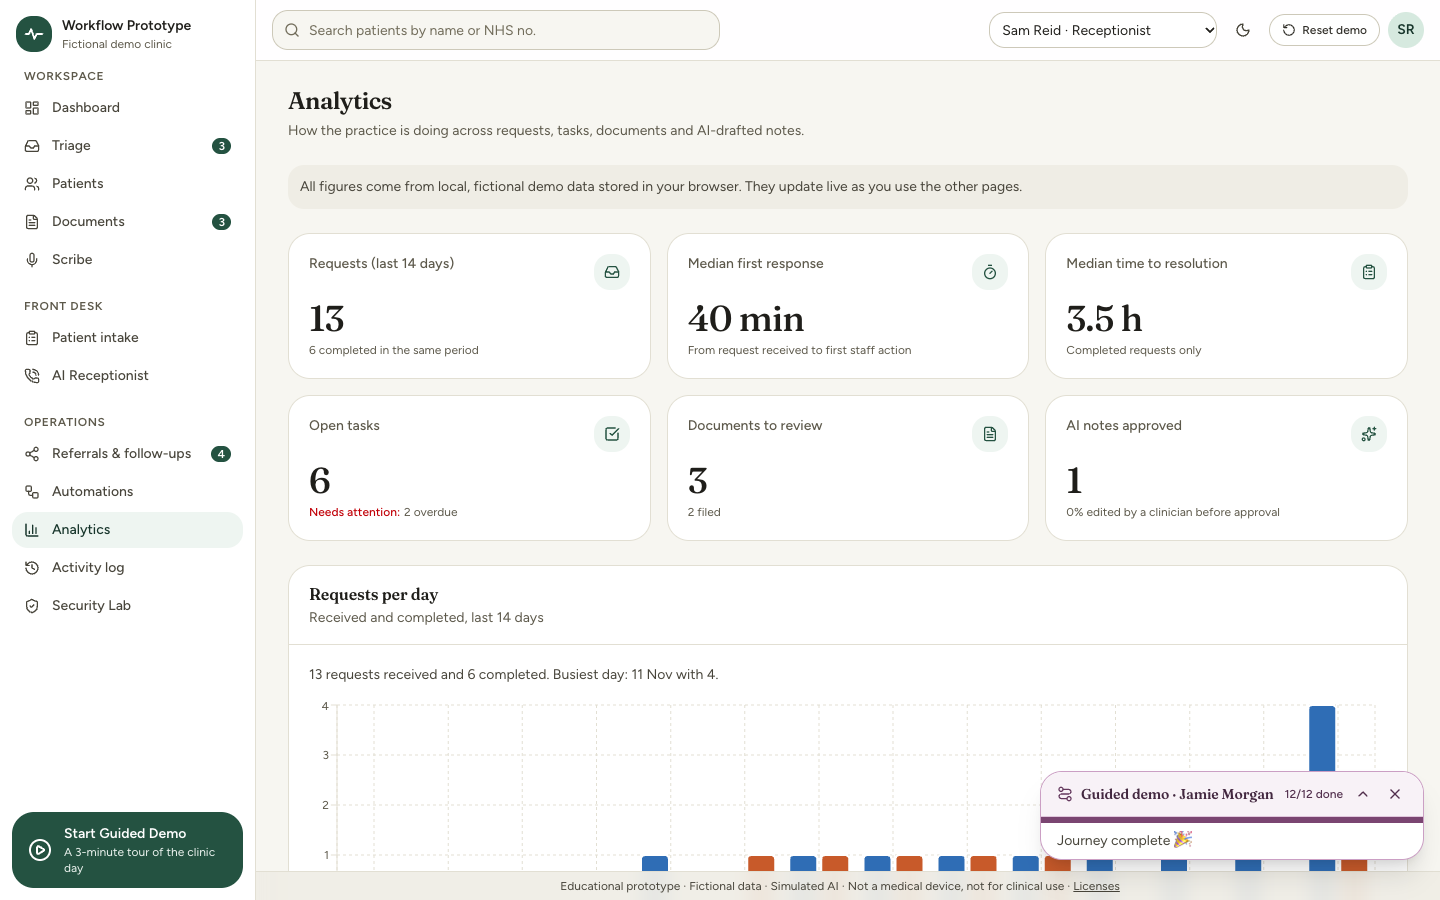 Workflow Prototype
Fictional demo clinic
WORKSPACE
Dashboard
Triage 3
Patients
Documents 3
Scribe
FRONT DESK
Patient intake
AI Receptionist
OPERATIONS
Referrals & follow-ups 4
Automations
Analytics
Activity log
Security Lab
Start Guided Demo
A 3-minute tour of the clinic
day
Search patients by name or NHS no.
Sam Reid · Receptionist
Reset demo
SR
Analytics
How the practice is doing across requests, tasks, documents and AI-drafted notes.
All figures come from local, fictional demo data stored in your browser. They update live as you use the other pages.
Requests (last 14 days)
13
6 completed in the same period
Median first response
40 min
From request received to first staff action
Median time to resolution
3.5 h
Completed requests only
Open tasks
6
Needs attention: 2 overdue
Documents to review
3
2 filed
AI notes approved
1
0% edited by a clinician before approval
Requests per day
Received and completed, last 14 days
13 requests received and 6 completed. Busiest day: 11 Nov with 4.
4
3
2
1
Guided demo · Jamie Morgan 12/12 done
Journey complete 🎉
Educational prototype · Fictional data · Simulated AI · Not a medical device, not for clinical use · Licenses